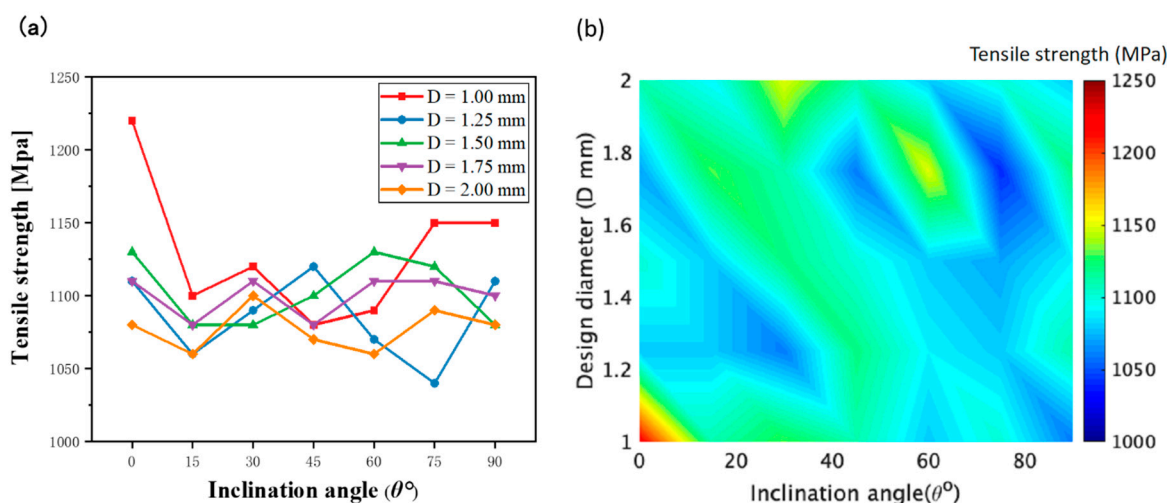 (a)
1250
1200
1150
1100
1050
1000
Tensile strength [Mpa]
D = 1.00 mm
D = 1.25 mm
D = 1.50 mm
D = 1.75 mm
D = 2.00 mm
0 15 30 45 60 75 90
Inclination angle (θ°)
(b)
Tensile strength (MPa)
2
1.8
1.6
1.4
1.2
1
Design diameter (D mm)
0 20 40 60 80
Inclination angle(θ⁰)
1250
1200
1150
1100
1050
1000